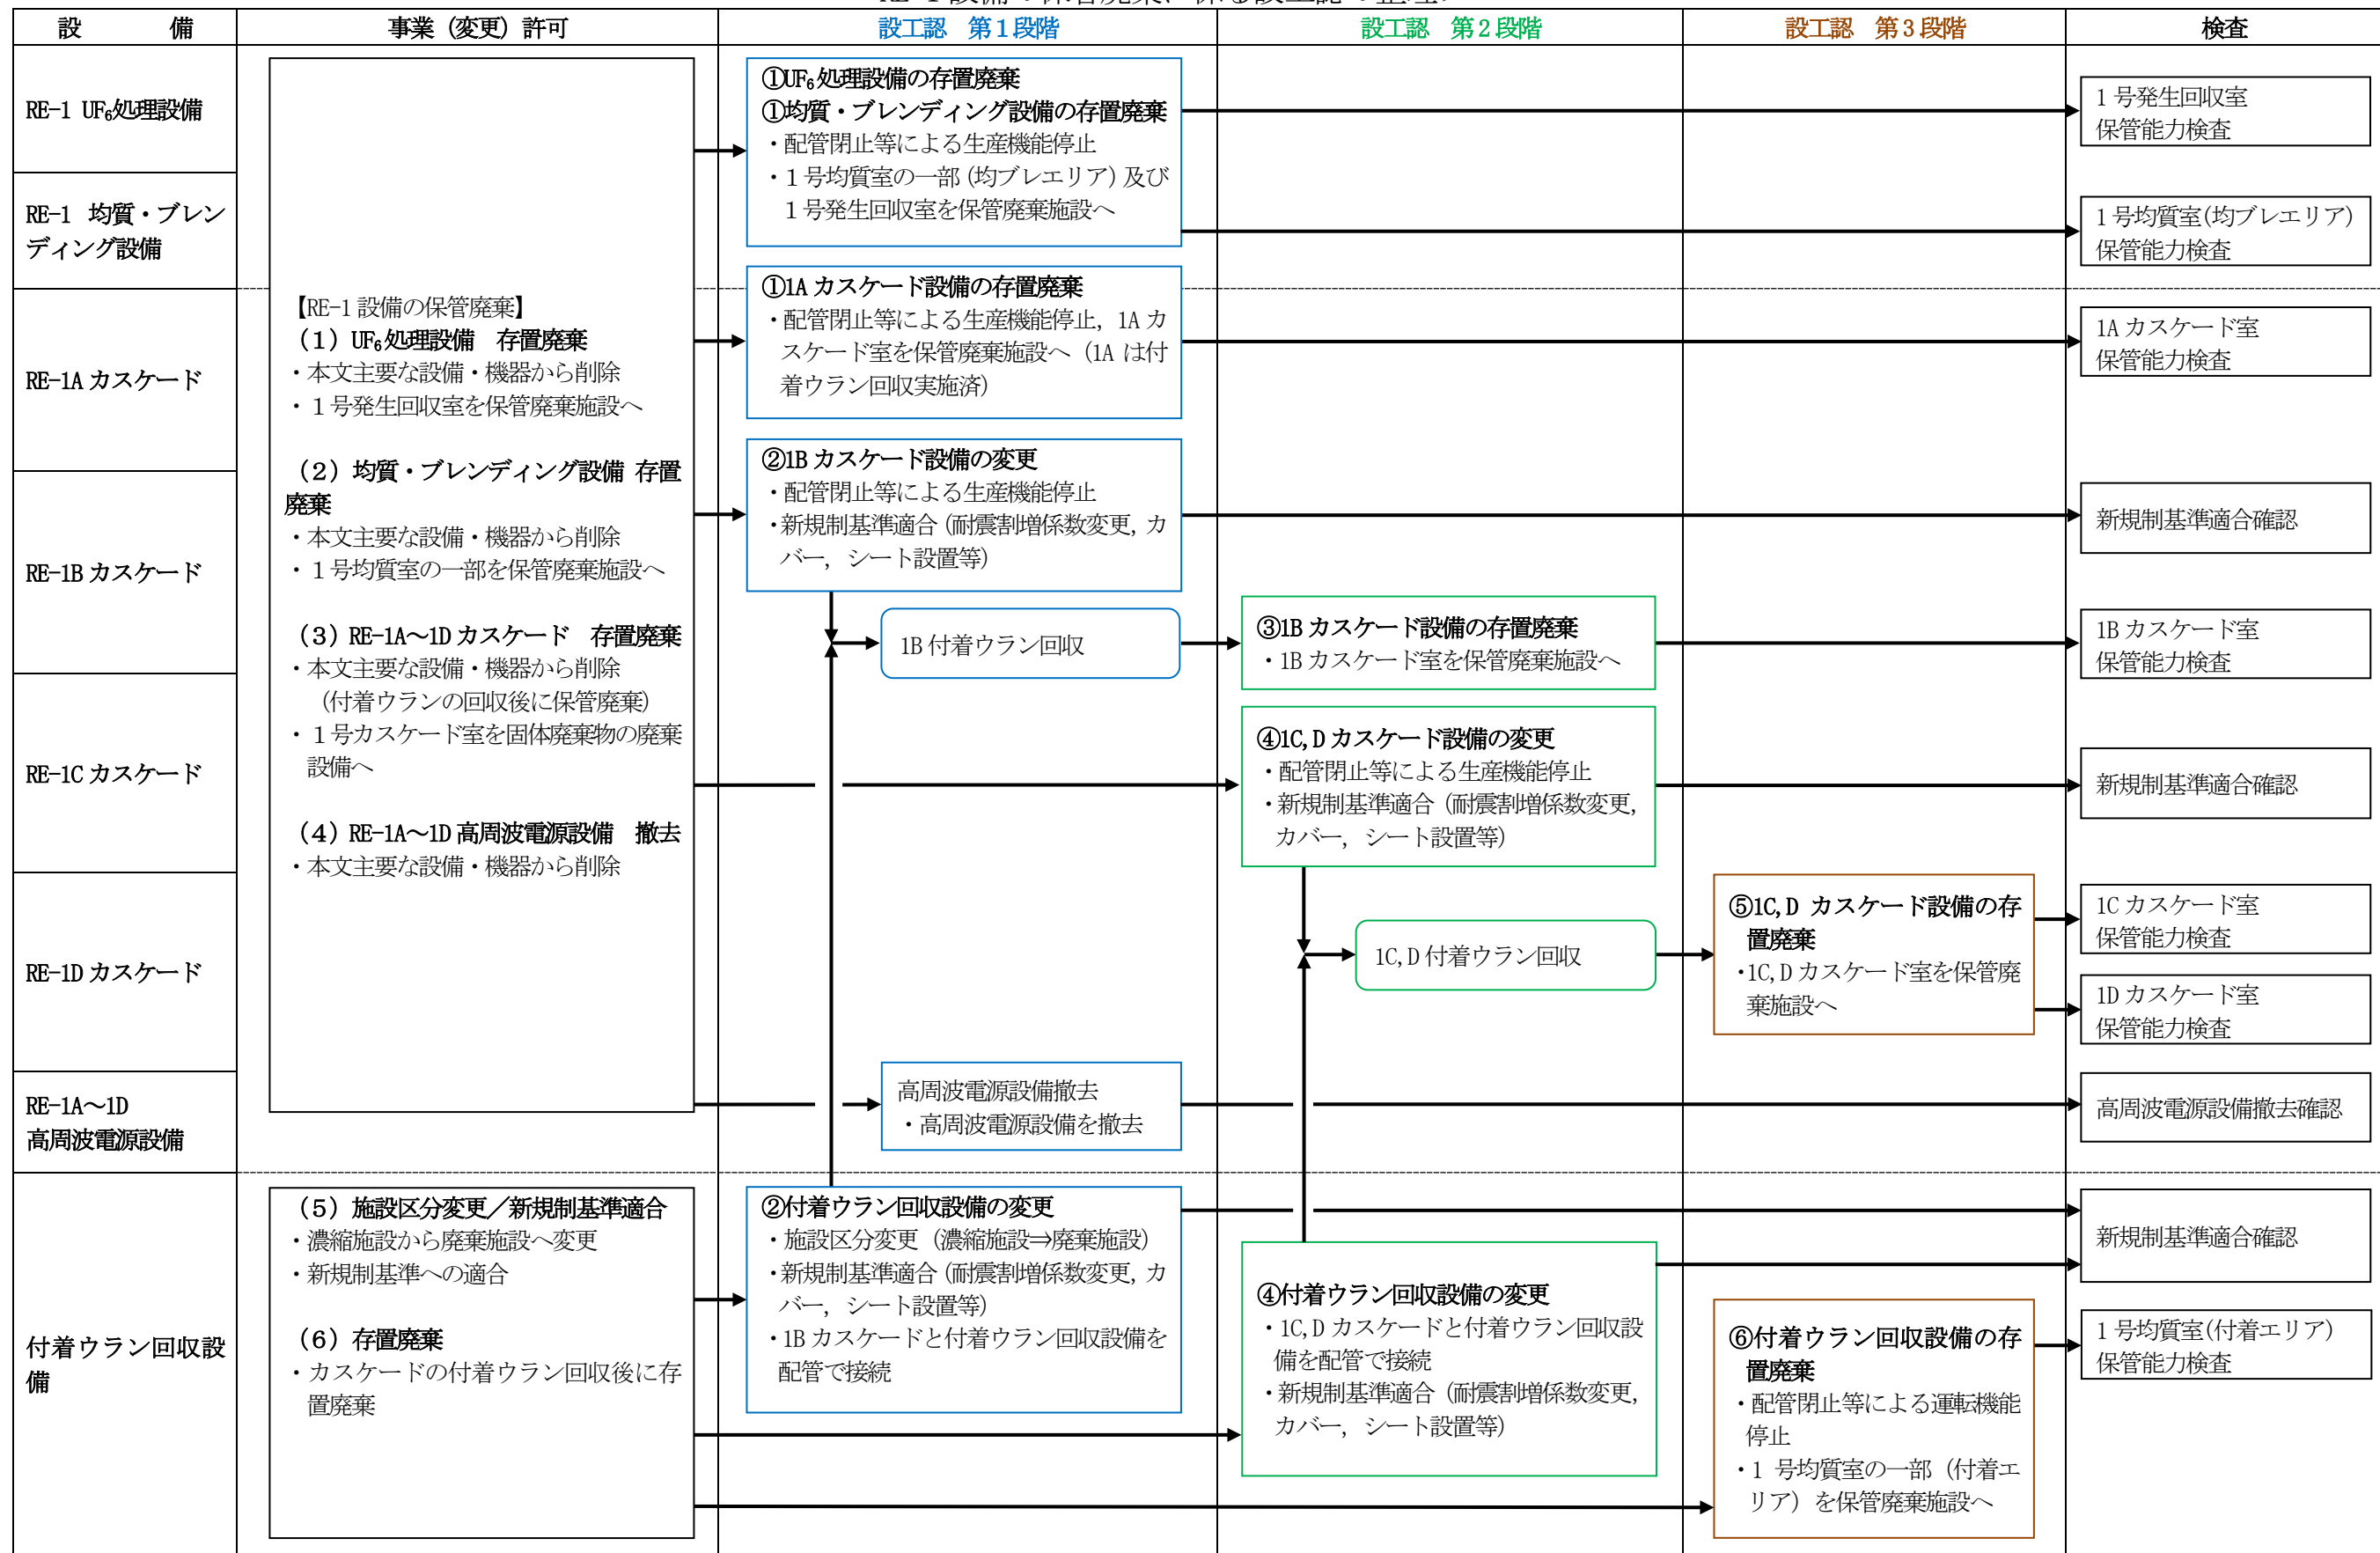 設　　　備
事業（変更）許可
設工認　第１段階
設工認　第２段階
設工認　第３段階
検査
RE-1 UF₆処理設備
RE-1 均質・ブレン
ディング設備
RE-1A カスケード
RE-1B カスケード
RE-1C カスケード
RE-1D カスケード
RE-1A～1D
高周波電源設備
付着ウラン回収設
備
【RE-1 設備の保管廃棄】
（１）UF₆処理設備　存置廃棄
・本文主要な設備・機器から削除
・１号発生回収室を保管廃棄施設へ
（２）均質・ブレンディング設備 存置
廃棄
・本文主要な設備・機器から削除
・１号均質室の一部を保管廃棄施設へ
（３）RE-1A～1D カスケード　存置廃棄
・本文主要な設備・機器から削除
（付着ウランの回収後に保管廃棄）
・１号カスケード室を固体廃棄物の廃棄
設備へ
（４）RE-1A～1D 高周波電源設備　撤去
・本文主要な設備・機器から削除
（５）施設区分変更／新規制基準適合
・濃縮施設から廃棄施設へ変更
・新規制基準への適合
（６）存置廃棄
・カスケードの付着ウラン回収後に存
置廃棄
①UF₆処理設備の存置廃棄
①均質・ブレンディング設備の存置廃棄
・配管閉止等による生産機能停止
・１号均質室の一部（均ブレエリア）及び
１号発生回収室を保管廃棄施設へ
①1A カスケード設備の存置廃棄
・配管閉止等による生産機能停止，1A カ
スケード室を保管廃棄施設へ（1A は付
着ウラン回収実施済）
②1B カスケード設備の変更
・配管閉止等による生産機能停止
・新規制基準適合（耐震割増係数変更，カ
バー，シート設置等）
1B 付着ウラン回収
高周波電源設備撤去
・高周波電源設備を撤去
②付着ウラン回収設備の変更
・施設区分変更（濃縮施設⇒廃棄施設）
・新規制基準適合（耐震割増係数変更，カ
バー，シート設置等）
・1B カスケードと付着ウラン回収設備を
配管で接続
③1B カスケード設備の存置廃棄
・1B カスケード室を保管廃棄施設へ
④1C,D カスケード設備の変更
・配管閉止等による生産機能停止
・新規制基準適合（耐震割増係数変更，
カバー，シート設置等）
1C,D 付着ウラン回収
④付着ウラン回収設備の変更
・1C,D カスケードと付着ウラン回収設
備を配管で接続
・新規制基準適合（耐震割増係数変更，
カバー，シート設置等）
⑤1C,D カスケード設備の存
置廃棄
・1C,D カスケード室を保管廃
棄施設へ
⑥付着ウラン回収設備の存
置廃棄
・配管閉止等による運転機能
停止
・1 号均質室の一部（付着エ
リア）を保管廃棄施設へ
１号発生回収室
保管能力検査
１号均質室(均ブレエリア)
保管能力検査
1A カスケード室
保管能力検査
新規制基準適合確認
1B カスケード室
保管能力検査
新規制基準適合確認
1C カスケード室
保管能力検査
1D カスケード室
保管能力検査
高周波電源設備撤去確認
新規制基準適合確認
１号均質室(付着エリア)
保管能力検査